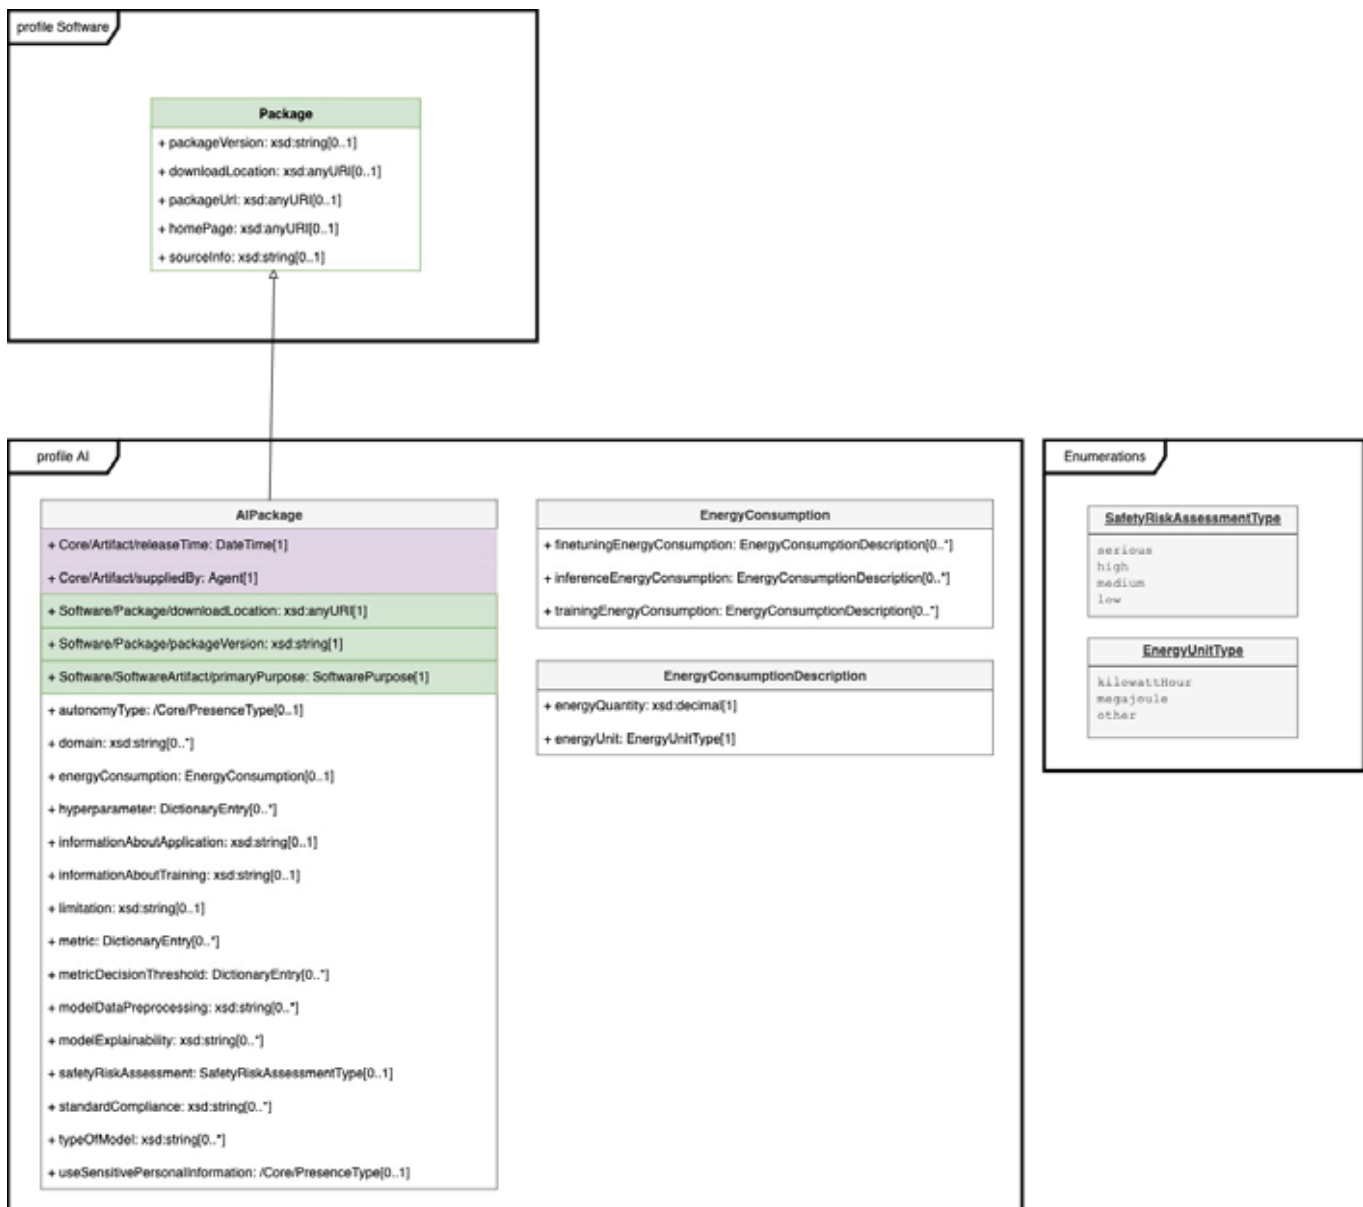 profile Software
Package
+ packageVersion: xsd:string[0..1]
+ downloadLocation: xsd:anyURI[0..1]
+ packageUrl: xsd:anyURI[0..1]
+ homePage: xsd:anyURI[0..1]
+ sourceInfo: xsd:string[0..1]
profile AI
AIPackage
+ Core/Artifact/releaseTime: DateTime[1]
+ Core/Artifact/suppliedBy: Agent[1]
+ Software/Package/downloadLocation: xsd:anyURI[1]
+ Software/Package/packageVersion: xsd:string[1]
+ Software/SoftwareArtifact/primaryPurpose: SoftwarePurpose[1]
+ autonomyType: /Core/PresenceType[0..1]
+ domain: xsd:string[0..*]
+ energyConsumption: EnergyConsumption[0..1]
+ hyperparameter: DictionaryEntry[0..*]
+ informationAboutApplication: xsd:string[0..1]
+ informationAboutTraining: xsd:string[0..1]
+ limitation: xsd:string[0..1]
+ metric: DictionaryEntry[0..*]
+ metricDecisionThreshold: DictionaryEntry[0..*]
+ modelDataPreprocessing: xsd:string[0..*]
+ modelExplainability: xsd:string[0..*]
+ safetyRiskAssessment: SafetyRiskAssessmentType[0..1]
+ standardCompliance: xsd:string[0..*]
+ typeOfModel: xsd:string[0..*]
+ useSensitivePersonalInformation: /Core/PresenceType[0..1]
EnergyConsumption
+ finetuningEnergyConsumption: EnergyConsumptionDescription[0..*]
+ inferenceEnergyConsumption: EnergyConsumptionDescription[0..*]
+ trainingEnergyConsumption: EnergyConsumptionDescription[0..*]
EnergyConsumptionDescription
+ energyQuantity: xsd:decimal[1]
+ energyUnit: EnergyUnitType[1]
Enumerations
SafetyRiskAssessmentType
serious
high
medium
low
EnergyUnitType
kilowattHour
megajoule
other